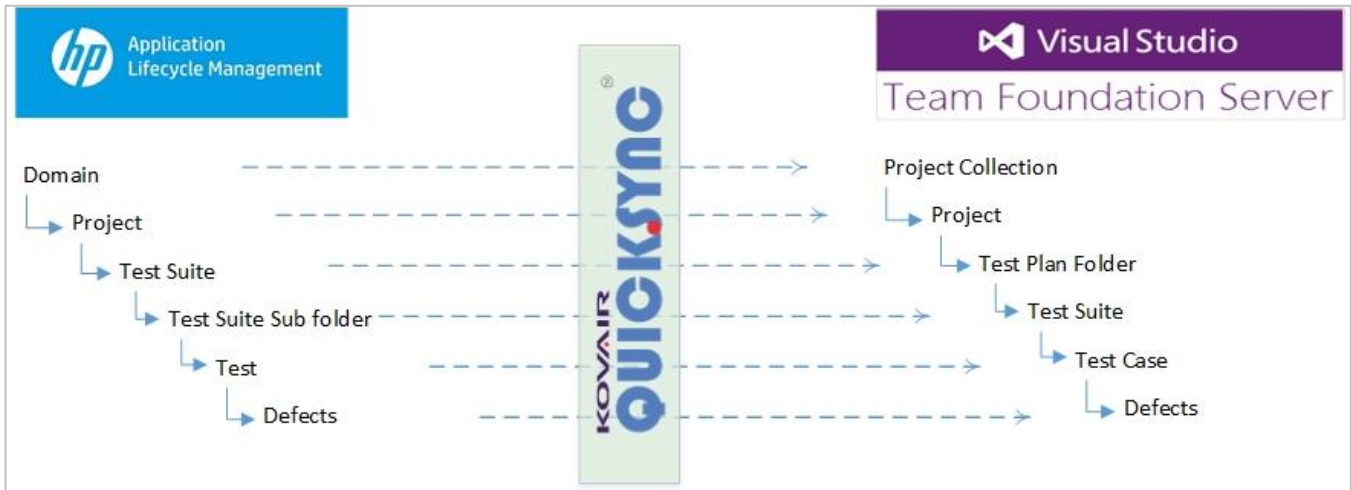 hp
Application
Lifecycle Management
Domain
Project
Test Suite
Test Suite Sub folder
Test
Defects
KOVAIR
QUICKSYNC®
Visual Studio
Team Foundation Server
Project Collection
Project
Test Plan Folder
Test Suite
Test Case
Defects